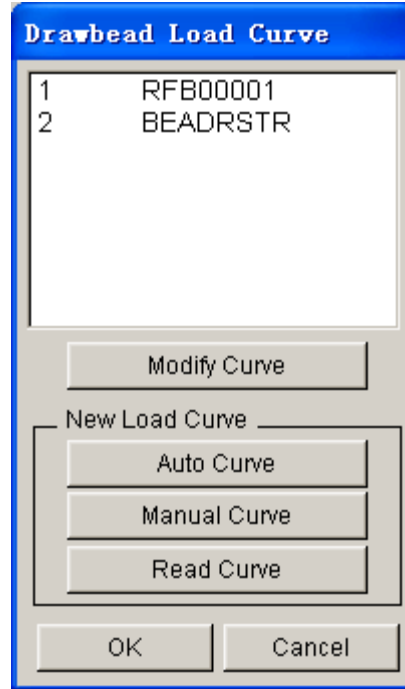 Drawbead Load Curve
1 RFB00001
2 BEADRSTR
Modify Curve
New Load Curve
Auto Curve
Manual Curve
Read Curve
OK Cancel